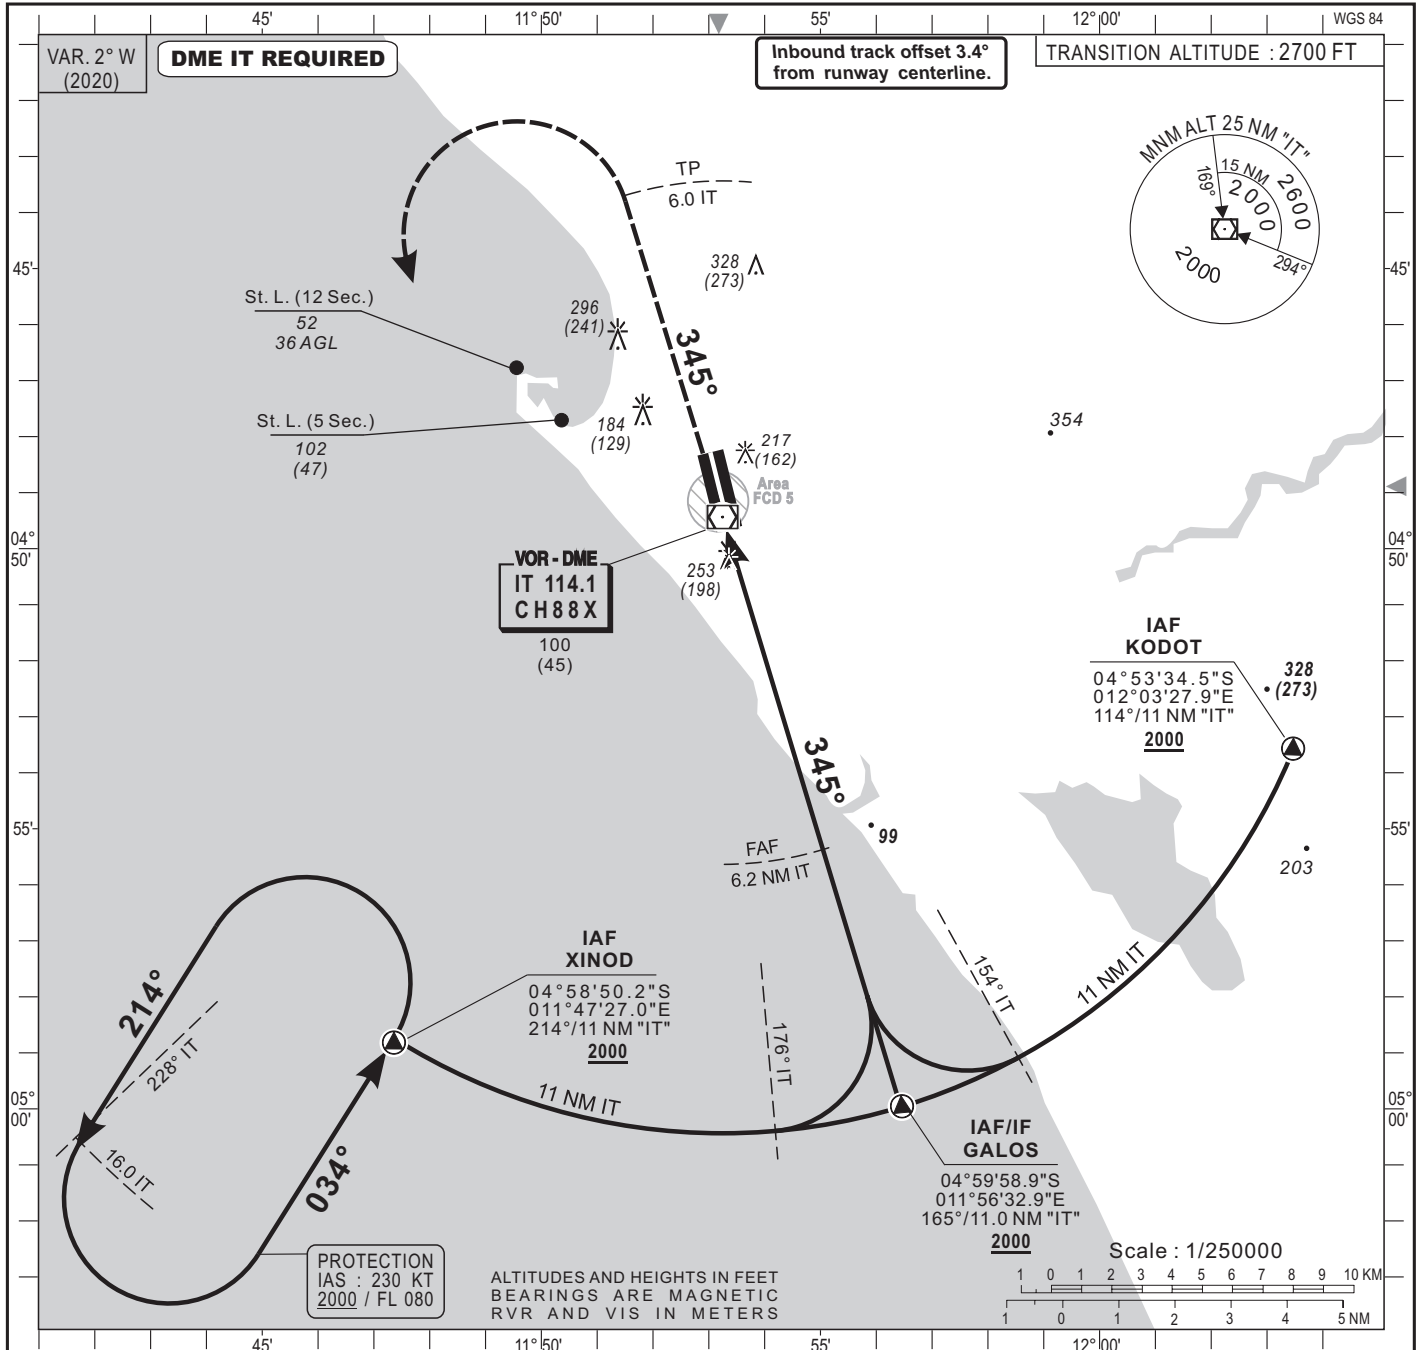 45'
11°50'
55'
12°00'
WGS 84
VAR. 2° W
(2020)
DME IT REQUIRED
Inbound track offset 3.4°
from runway centerline.
TRANSITION ALTITUDE : 2700 FT
MNM ALT 25 NM "IT"
15 NM
169°
2000
2600
294°
2000
TP
6.0 IT
45'
45'
328
(273)
St. L. (12 Sec.)
52
36 AGL
296
(241)
345°
St. L. (5 Sec.)
102
(47)
184
(129)
217
(162)
354
Area
FCD 5
04°
50'
04°
50'
VOR - DME
IT 114.1
CH88X
100
(45)
253
(198)
IAF
KODOT
04°53'34.5"S
012°03'27.9"E
114°/11 NM "IT"
2000
328
(273)
345°
55'
55'
99
FAF
6.2 NM IT
203
IAF
XINOD
04°58'50.2"S
011°47'27.0"E
214°/11 NM "IT"
2000
214°
228° IT
176° IT
154° IT
11 NM IT
11 NM IT
05°
00'
05°
00'
16.0 IT
034°
IAF/IF
GALOS
04°59'58.9"S
011°56'32.9"E
165°/11.0 NM "IT"
2000
PROTECTION
IAS : 230 KT
2000 / FL 080
ALTITUDES AND HEIGHTS IN FEET
BEARINGS ARE MAGNETIC
RVR AND VIS IN METERS
Scale : 1/250000
1 0 1 2 3 4 5 6 7 8 9 10 KM
1 0 1 2 3 4 5 NM
45'
11°50'
55'
12°00'